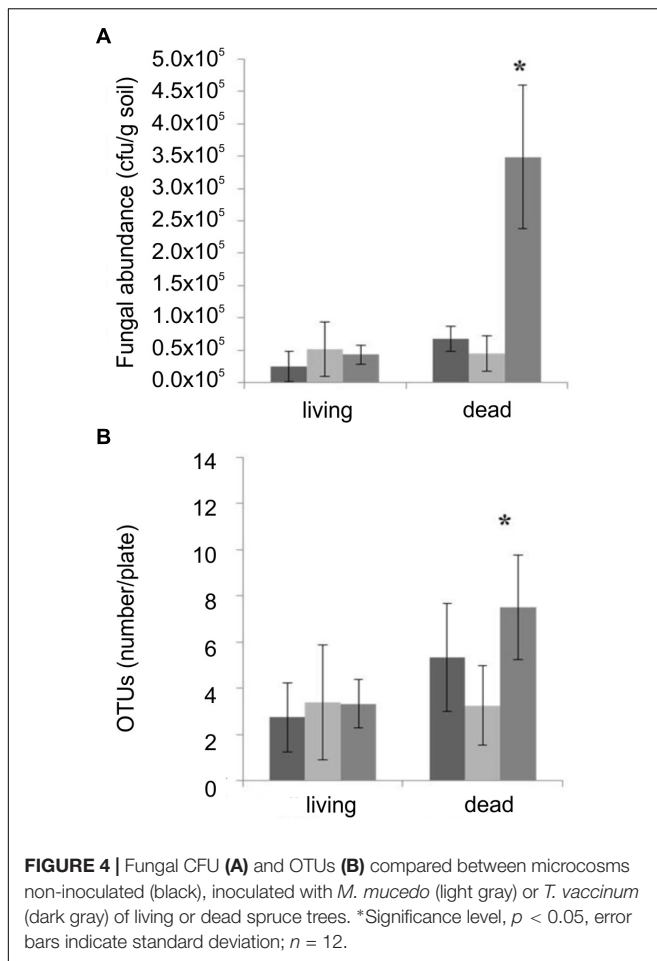 A
Fungal abundance (cfu/g soil)
5.0x10⁵
4.5x10⁵
4.0x10⁵
3.5x10⁵
3.0x10⁵
2.5x10⁵
2.0x10⁵
1.5x10⁵
1.0x10⁵
0.5x10⁵
0.0x10⁵
*
living dead
B
OTUs (number/plate)
14
12
10
8
6
4
2
0
*
living dead
FIGURE 4 | Fungal CFU (A) and OTUs (B) compared between microcosms
non-inoculated (black), inoculated with M. mucedo (light gray) or T. vaccinum
(dark gray) of living or dead spruce trees. *Significance level, p < 0.05, error
bars indicate standard deviation; n = 12.